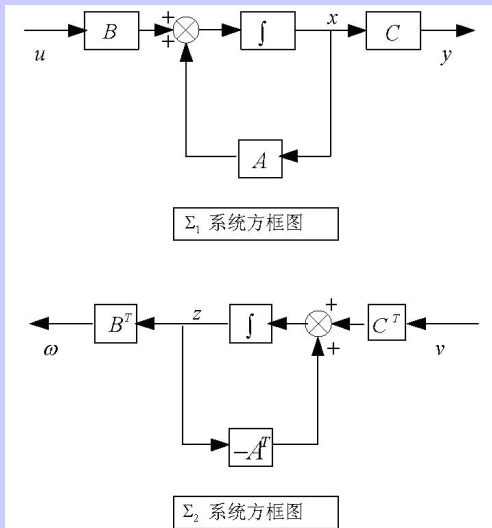 u B + + ∫ x C y
A
Σ₁ 系统方框图
ω Bᵀ z ∫ + + Cᵀ v
−Aᵀ
Σ₂ 系统方框图